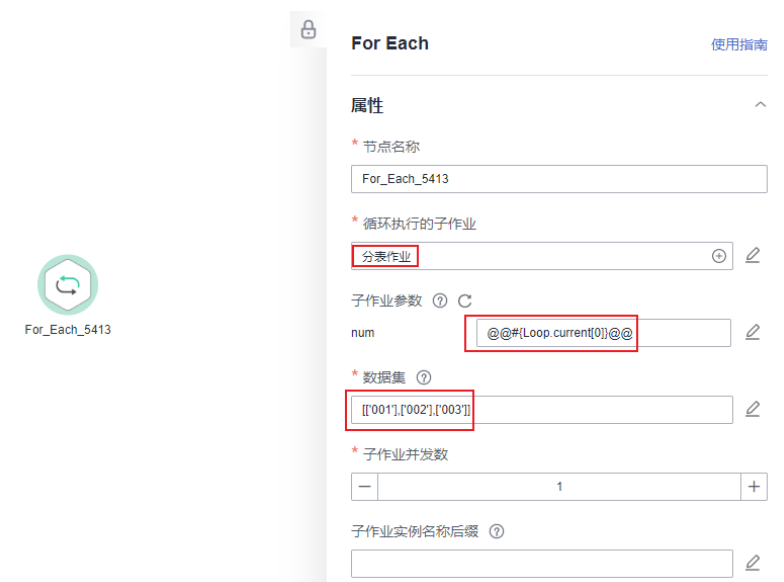 For Each
使用指南
属性
* 节点名称
For_Each_5413
* 循环执行的子作业
分表作业
For_Each_5413
子作业参数
num
@@#{Loop.current[0]}@@
* 数据集
[['001'],['002'],['003']]
* 子作业并发数
1
子作业实例名称后缀